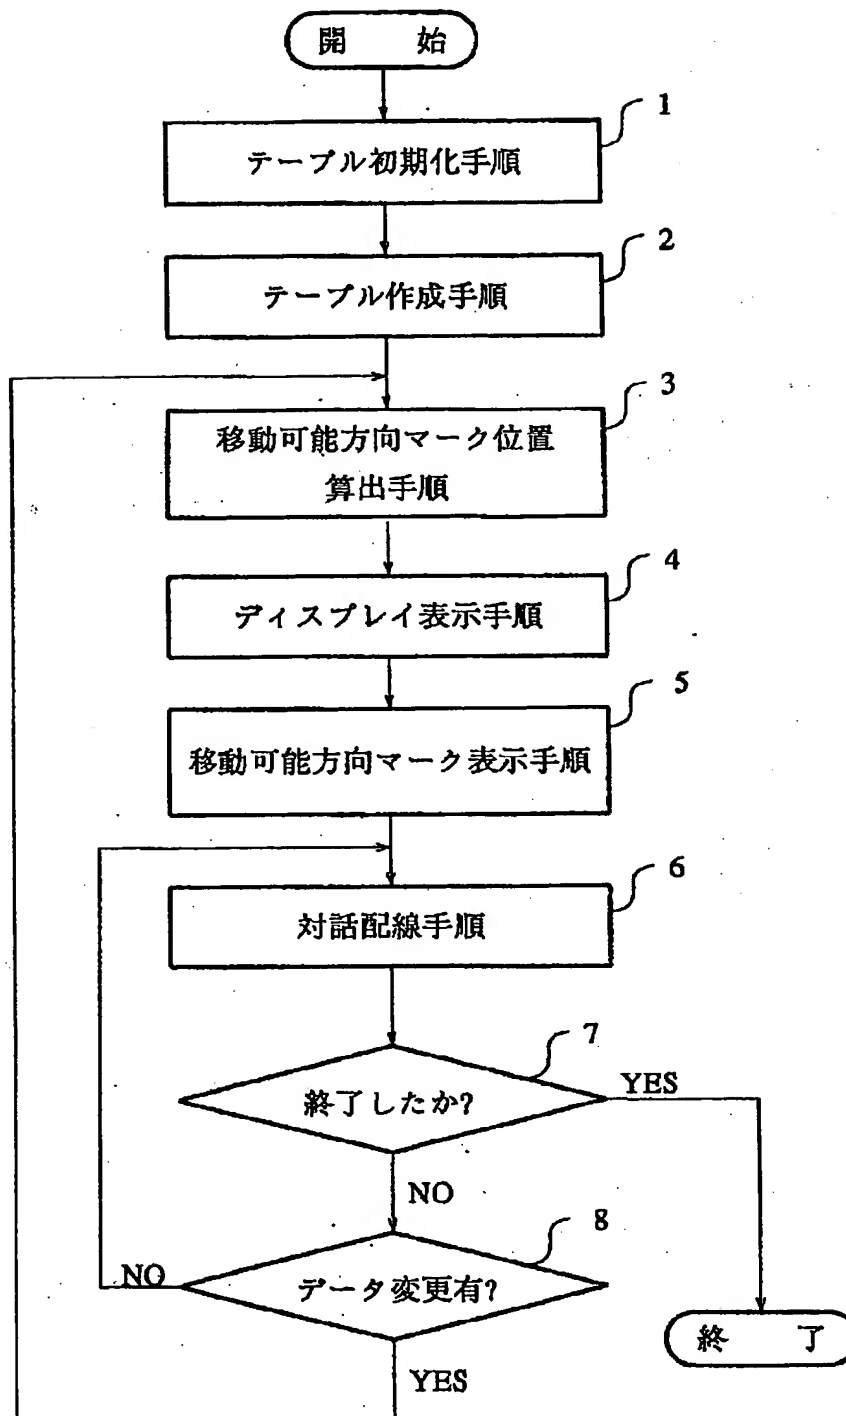 開 始
1
テーブル初期化手順
2
テーブル作成手順
3
移動可能方向マーク位置
算出手順
4
ディスプレイ表示手順
5
移動可能方向マーク表示手順
6
対話配線手順
7
終了したか?
YES
NO
8
データ変更有?
NO
YES
終 了